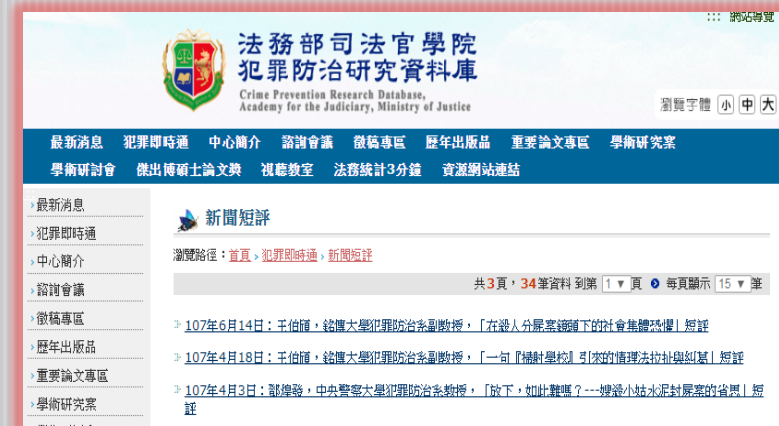 ::: 網站導覽
法務部司法官學院
犯罪防治研究資料庫
Crime Prevention Research Database,
Academy for the Judiciary, Ministry of Justice
瀏覽字體 小 中 大
最新消息 犯罪即時通 中心簡介 諮詢會議 徵稿專區 歷年出版品 重要論文專區 學術研究案
學術研討會 傑出博碩士論文獎 視聽教室 法務統計3分鐘 資源網站連結
›最新消息
›犯罪即時通
›中心簡介
›諮詢會議
›徵稿專區
›歷年出版品
›重要論文專區
›學術研究案
新聞短評
瀏覽路徑：首頁 › 犯罪即時通 › 新聞短評
共3頁，34筆資料 到第 1 頁 每頁顯示 15 筆
107年6月14日：王伯頎，銘傳大學犯罪防治系副教授，「在殺人分屍案鏡頭下的社會集體恐懼」短評
107年4月18日：王伯頎，銘傳大學犯罪防治系副教授，「一句『掃射學校』引來的情理法拉扯與糾葛」短評
107年4月3日：鄧煌發，中央警察大學犯罪防治系教授，「放下，如此難嗎？---嫂殺小姑水泥封屍案的省思」短
評